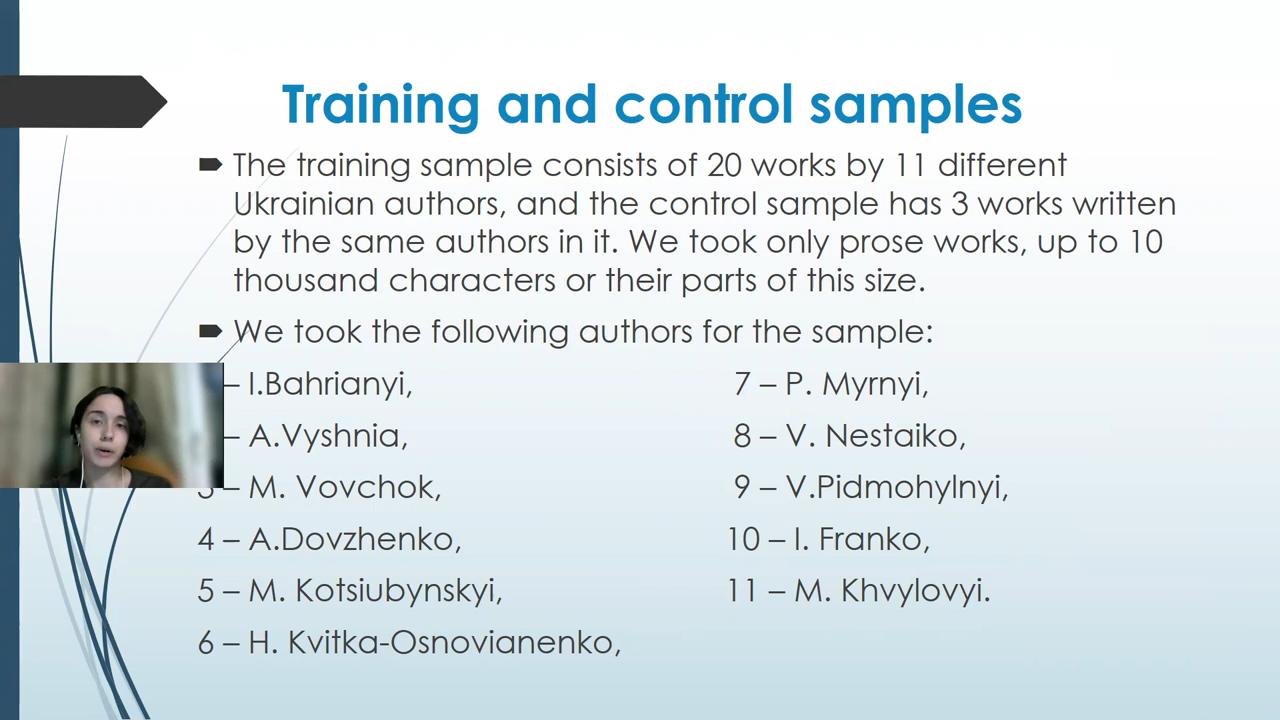 Training and control samples
The training sample consists of 20 works by 11 different
Ukrainian authors, and the control sample has 3 works written
by the same authors in it. We took only prose works, up to 10
thousand characters or their parts of this size.
We took the following authors for the sample:
– I.Bahrianyi,
– A.Vyshnia,
3 – M. Vovchok,
4 – A.Dovzhenko,
5 – M. Kotsiubynskyi,
6 – H. Kvitka-Osnovianenko,
7 – P. Myrnyi,
8 – V. Nestaiko,
9 – V.Pidmohylnyi,
10 – I. Franko,
11 – M. Khvylovyi.